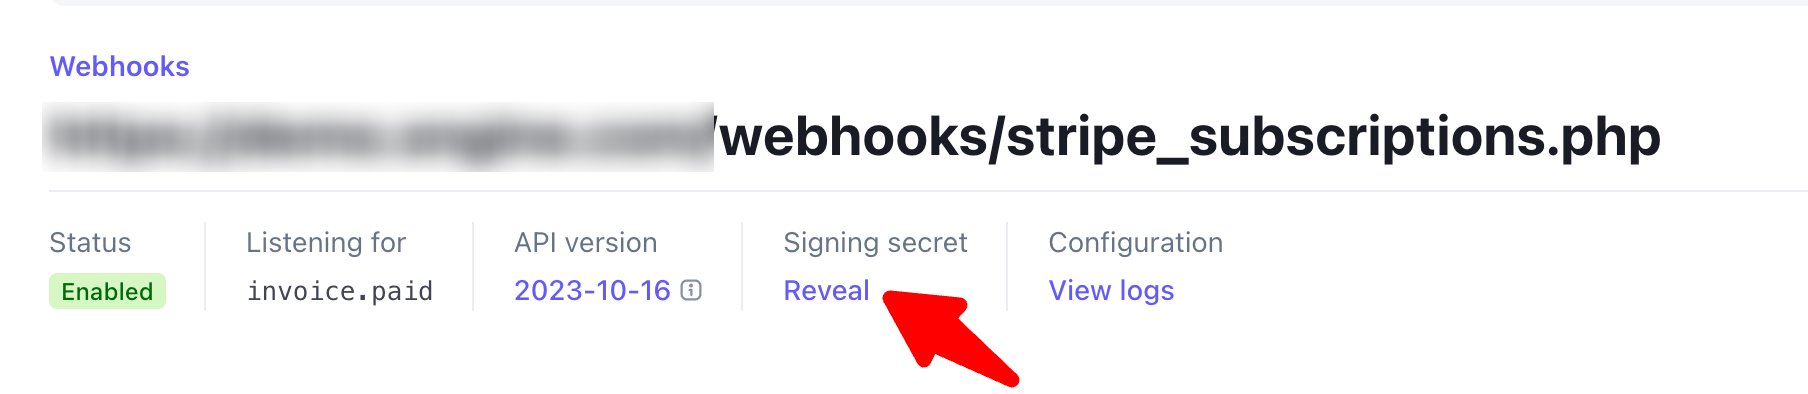 Webhooks
/webhooks/stripe_subscriptions.php
Status
Listening for
API version
Signing secret
Configuration
Enabled
invoice.paid
2023-10-16
Reveal
View logs